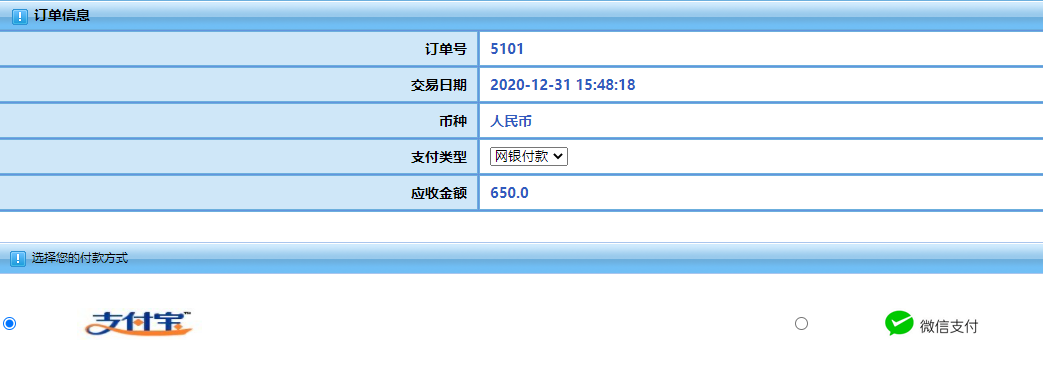 订单信息
订单号 5101
交易日期 2020-12-31 15:48:18
币种 人民币
支付类型 网银付款
应收金额 650.0
选择您的付款方式
支付宝™ 微信支付